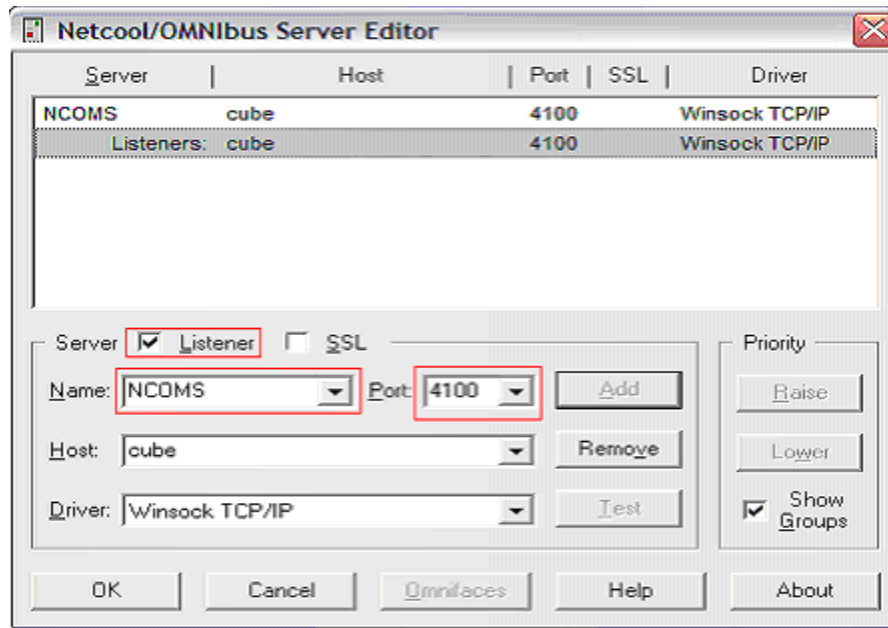 Netcool/OMNIbus Server Editor
Server | Host | Port | SSL | Driver
NCOMS cube 4100 Winsock TCP/IP
Listeners: cube 4100 Winsock TCP/IP
Server Listener SSL Priority
Name: NCOMS Port: 4100 Add Raise
Host: cube Remove Lower
Driver: Winsock TCP/IP Test Show Groups
OK Cancel Omnifaces Help About